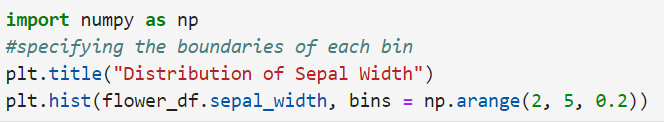 import numpy as np
#specifying the boundaries of each bin
plt.title("Distribution of Sepal Width")
plt.hist(flower_df.sepal_width, bins = np.arange(2, 5, 0.2))